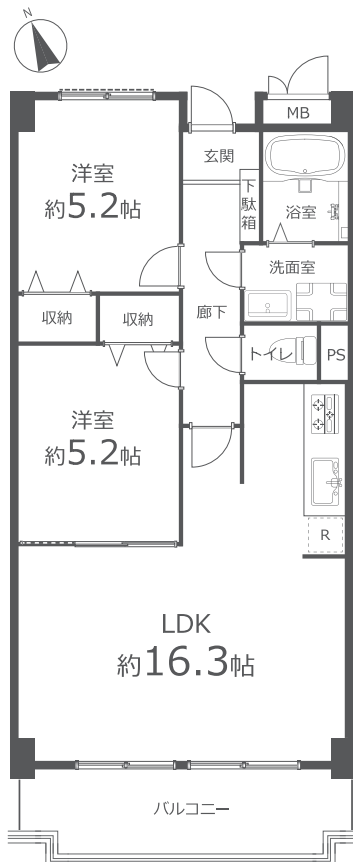 N
MB
玄関
洋室
約5.2帖
下駄箱
浴室
洗面室
収納
収納
廊下
トイレ
PS
洋室
約5.2帖
R
LDK
約16.3帖
バルコニー